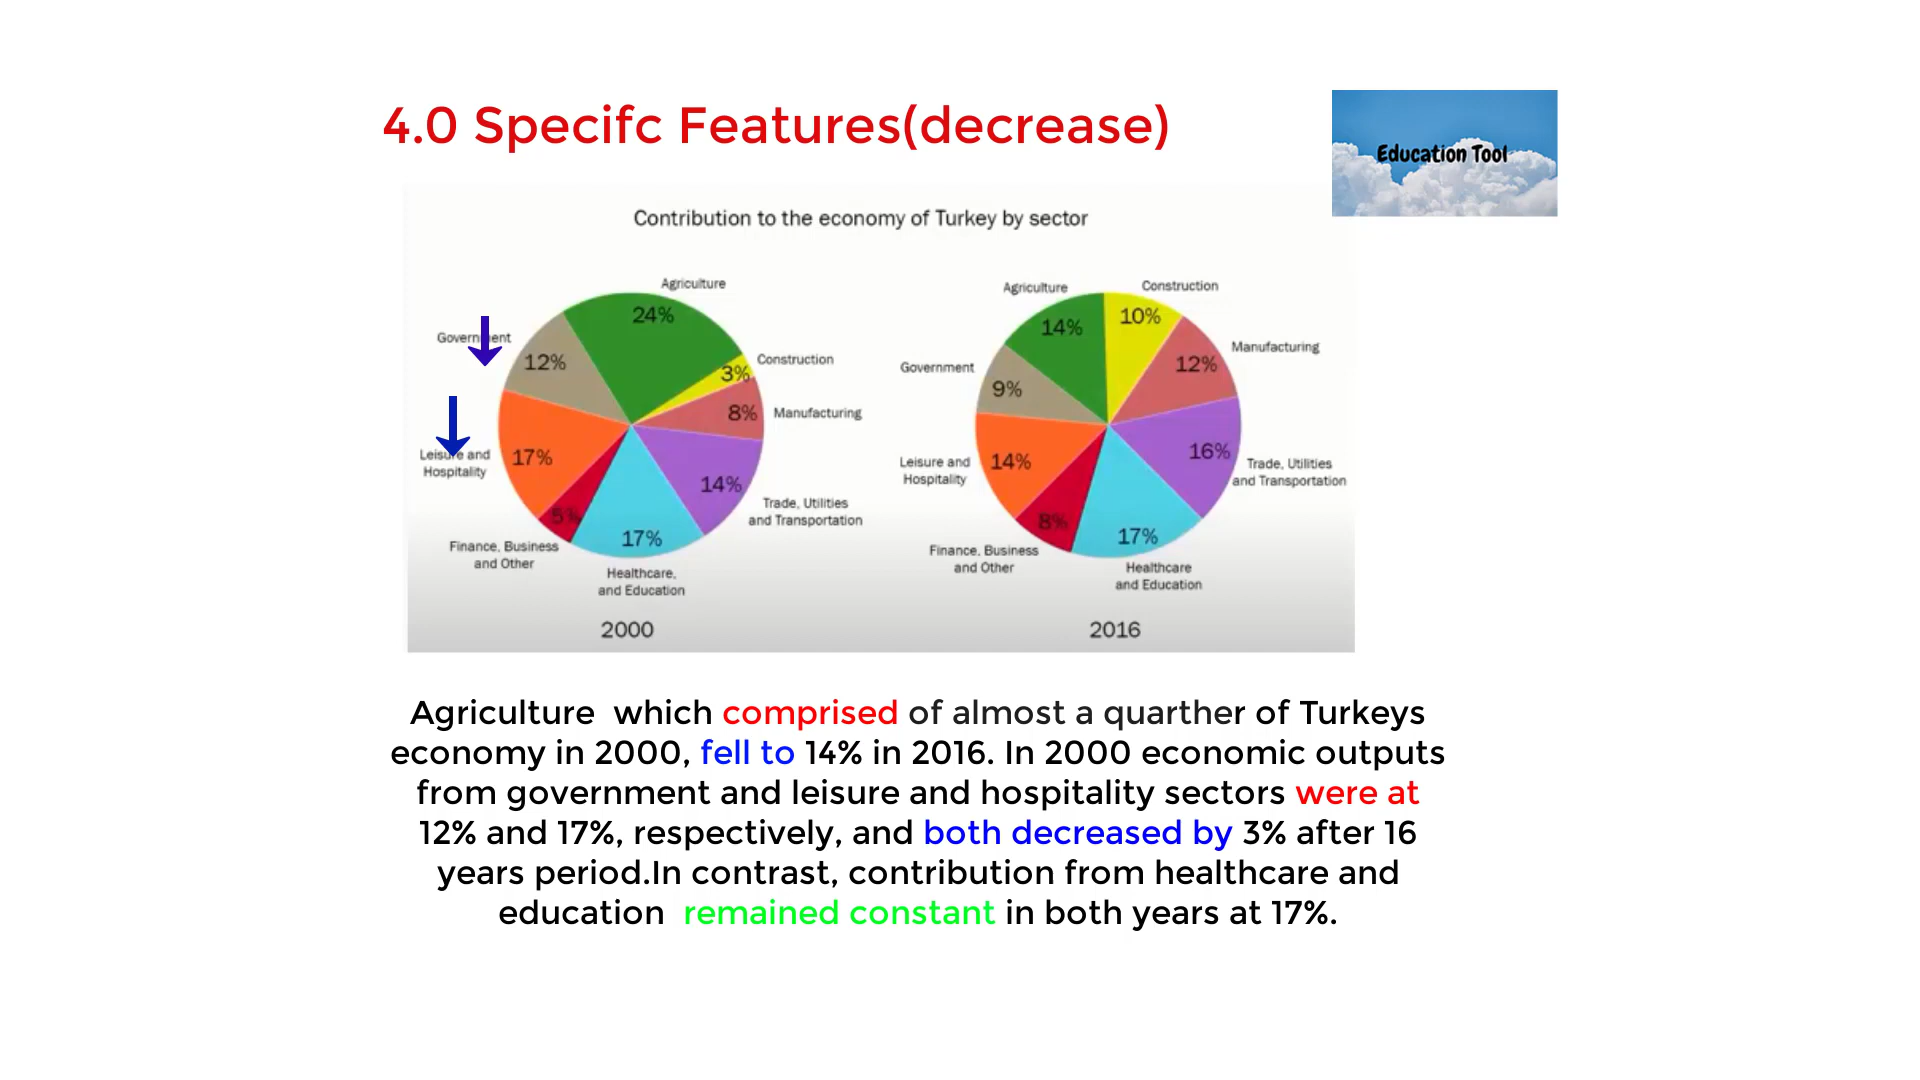 4.0 Specifc Features(decrease)
Education Tool
Contribution to the economy of Turkey by sector
Agriculture
24%
Government
12%
Construction
3%
Manufacturing
8%
Leisure and
Hospitality
17%
14%
Trade, Utilities
and Transportation
5%
Finance, Business
and Other
17%
Healthcare,
and Education
2000
Agriculture
14%
Construction
10%
Manufacturing
12%
Government
9%
Leisure and
Hospitality
14%
16%
Trade, Utilities
and Transportation
8%
Finance, Business
and Other
17%
Healthcare
and Education
2016
Agriculture which comprised of almost a quarther of Turkeys
economy in 2000, fell to 14% in 2016. In 2000 economic outputs
from government and leisure and hospitality sectors were at
12% and 17%, respectively, and both decreased by 3% after 16
years period.In contrast, contribution from healthcare and
education remained constant in both years at 17%.